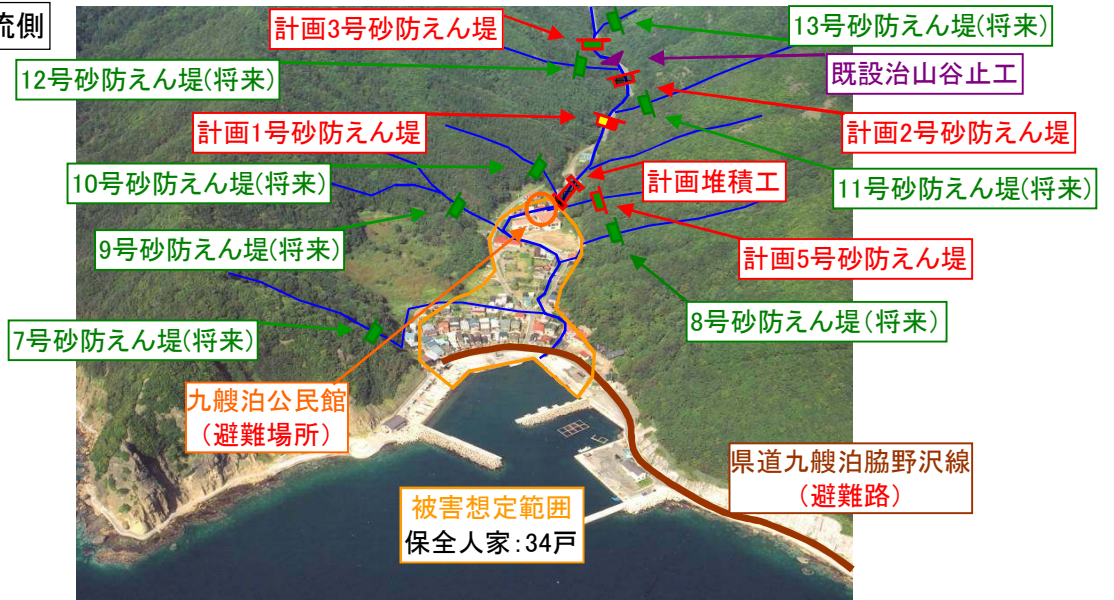 流側
計画3号砂防えん堤
13号砂防えん堤(将来)
12号砂防えん堤(将来)
既設治山谷止工
計画1号砂防えん堤
計画2号砂防えん堤
10号砂防えん堤(将来)
計画堆積工
11号砂防えん堤(将来)
9号砂防えん堤(将来)
計画5号砂防えん堤
7号砂防えん堤(将来)
8号砂防えん堤(将来)
九艘泊公民館
(避難場所)
県道九艘泊脇野沢線
(避難路)
被害想定範囲
保全人家:34戸